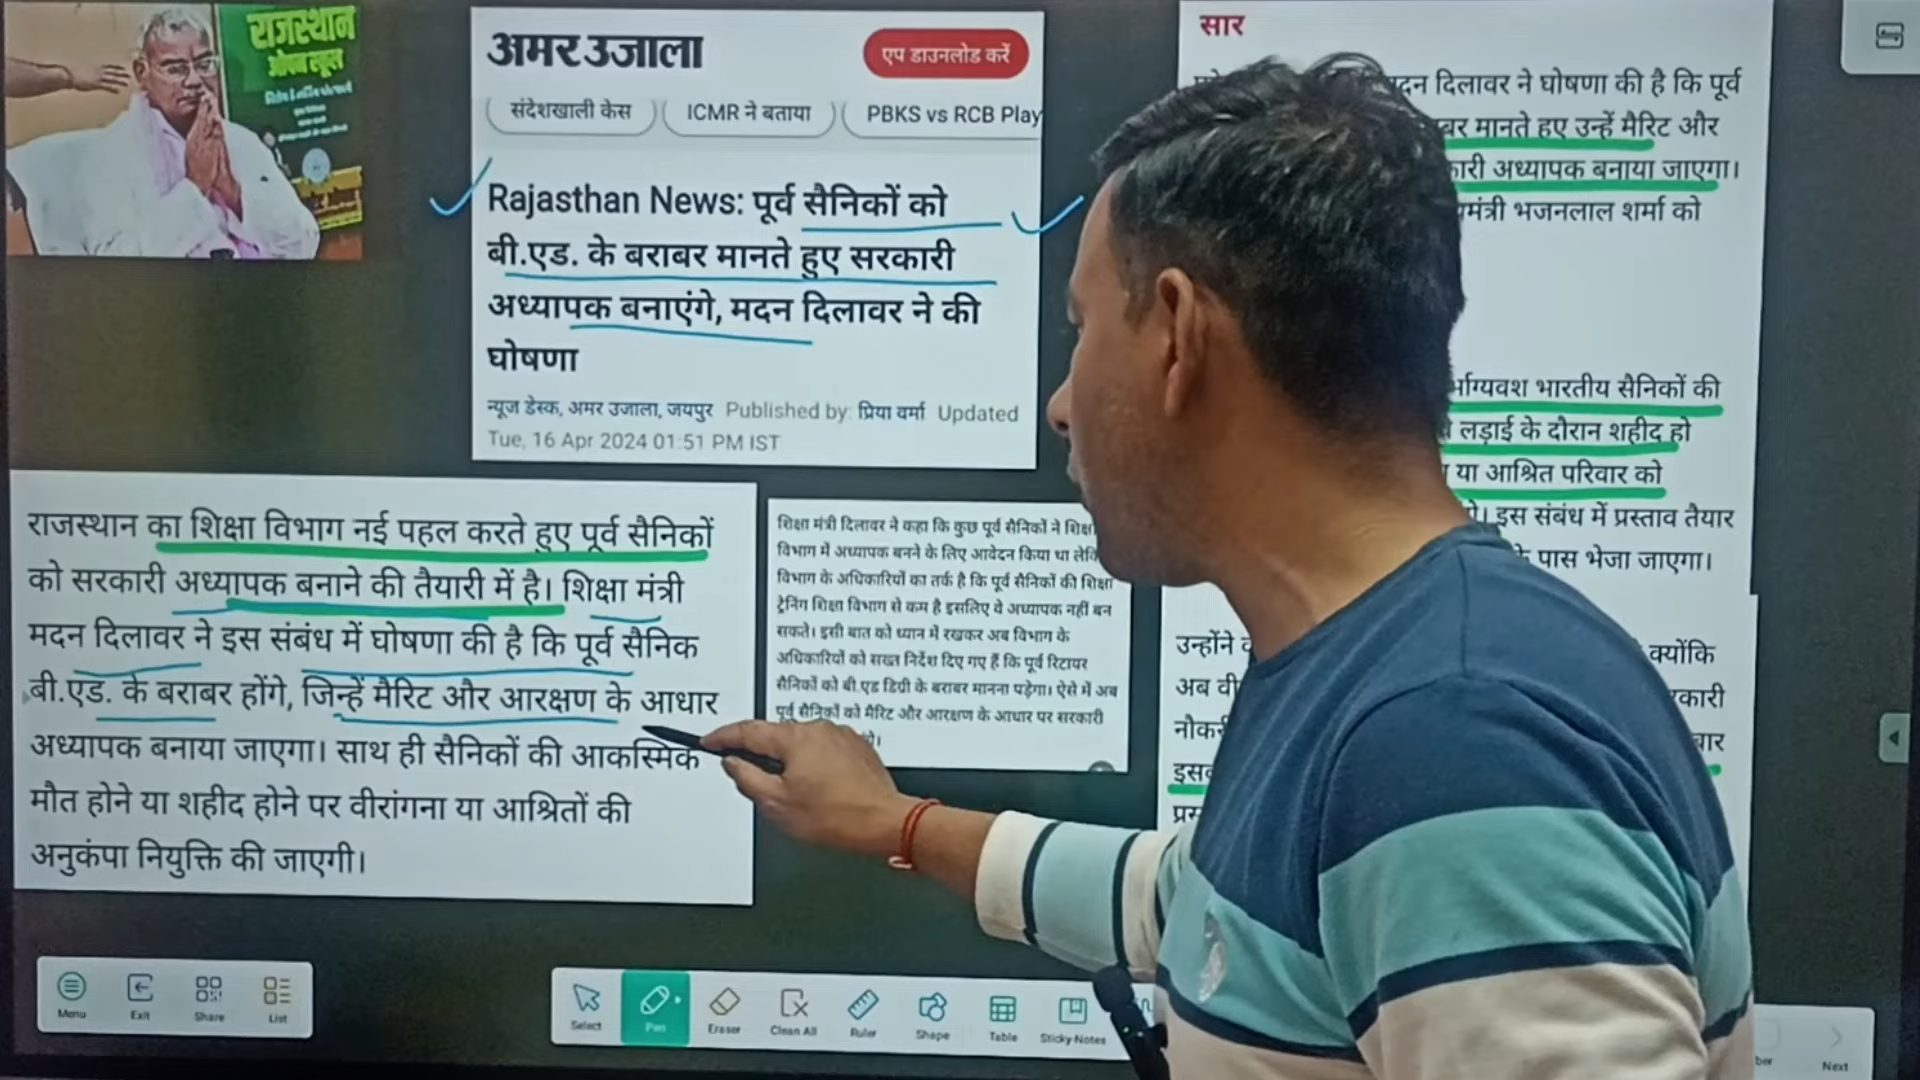 राजस्थान
ओपन स्कूल
अमर उजाला
एप डाउनलोड करें
संदेशखाली केस
ICMR ने बताया
PBKS vs RCB Play
Rajasthan News: पूर्व सैनिकों को
बी.एड. के बराबर मानते हुए सरकारी
अध्यापक बनाएंगे, मदन दिलावर ने की
घोषणा
न्यूज डेस्क, अमर उजाला, जयपुर Published by: प्रिया वर्मा Updated
Tue, 16 Apr 2024 01:51 PM IST
राजस्थान का शिक्षा विभाग नई पहल करते हुए पूर्व सैनिकों
को सरकारी अध्यापक बनाने की तैयारी में है। शिक्षा मंत्री
मदन दिलावर ने इस संबंध में घोषणा की है कि पूर्व सैनिक
बी.एड. के बराबर होंगे, जिन्हें मैरिट और आरक्षण के आधार
अध्यापक बनाया जाएगा। साथ ही सैनिकों की आकस्मिक
मौत होने या शहीद होने पर वीरांगना या आश्रितों की
अनुकंपा नियुक्ति की जाएगी।
शिक्षा मंत्री दिलावर ने कहा कि कुछ पूर्व सैनिकों ने शिक्षा
विभाग में अध्यापक बनने के लिए आवेदन किया था
विभाग के अधिकारियों का तर्क है कि पूर्व सैनिकों की शिक्षा
ट्रेनिंग शिक्षा विभाग से कम है इसलिए वे अध्यापक नहीं बन
सकते। इसी बात को ध्यान में रखकर अब विभाग के
अधिकारियों को सख्त निर्देश दिए गए हैं कि पूर्व रिटायर
सैनिकों को बी.एड डिग्री के बराबर मानना पड़ेगा। ऐसे में अब
पूर्व सैनिकों को मैरिट और आरक्षण के आधार पर सरकारी
सार
दिलावर ने घोषणा की है कि पूर्व
मानते हुए उन्हें मैरिट और
अध्यापक बनाया जाएगा।
भजनलाल शर्मा को
भारतीय सैनिकों की
लड़ाई के दौरान शहीद हो
या आश्रित परिवार को
इस संबंध में प्रस्ताव तैयार
पास भेजा जाएगा।
उन्होंने
क्योंकि
अब
Menu
Exit
Share
List
Select
Pen
Eraser
Clean All
Ruler
Shape
Table
Sticky-Notes
Next